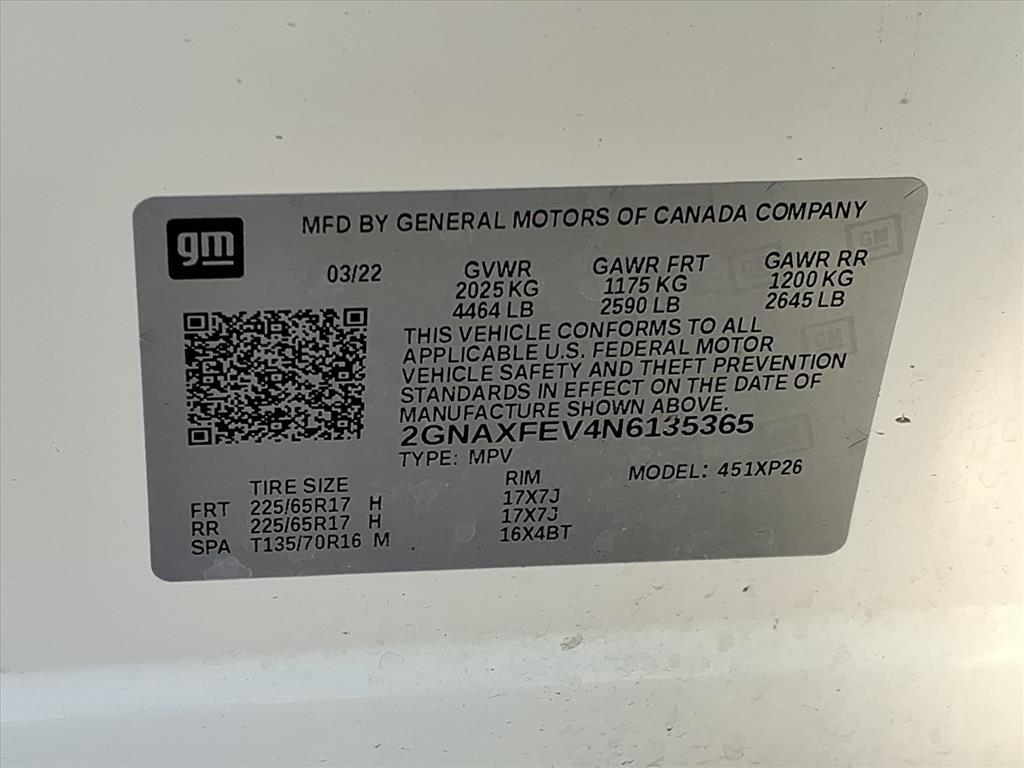 gm
MFD BY GENERAL MOTORS OF CANADA COMPANY
03/22 GVWR GAWR FRT GAWR RR
2025 KG 1175 KG 1200 KG
4464 LB 2590 LB 2645 LB
THIS VEHICLE CONFORMS TO ALL
APPLICABLE U.S. FEDERAL MOTOR
VEHICLE SAFETY AND THEFT PREVENTION
STANDARDS IN EFFECT ON THE DATE OF
MANUFACTURE SHOWN ABOVE.
2GNAXFEV4N6135365
TYPE: MPV MODEL: 451XP26
TIRE SIZE RIM
FRT 225/65R17 H 17X7J
RR 225/65R17 H 17X7J
SPA T135/70R16 M 16X4BT